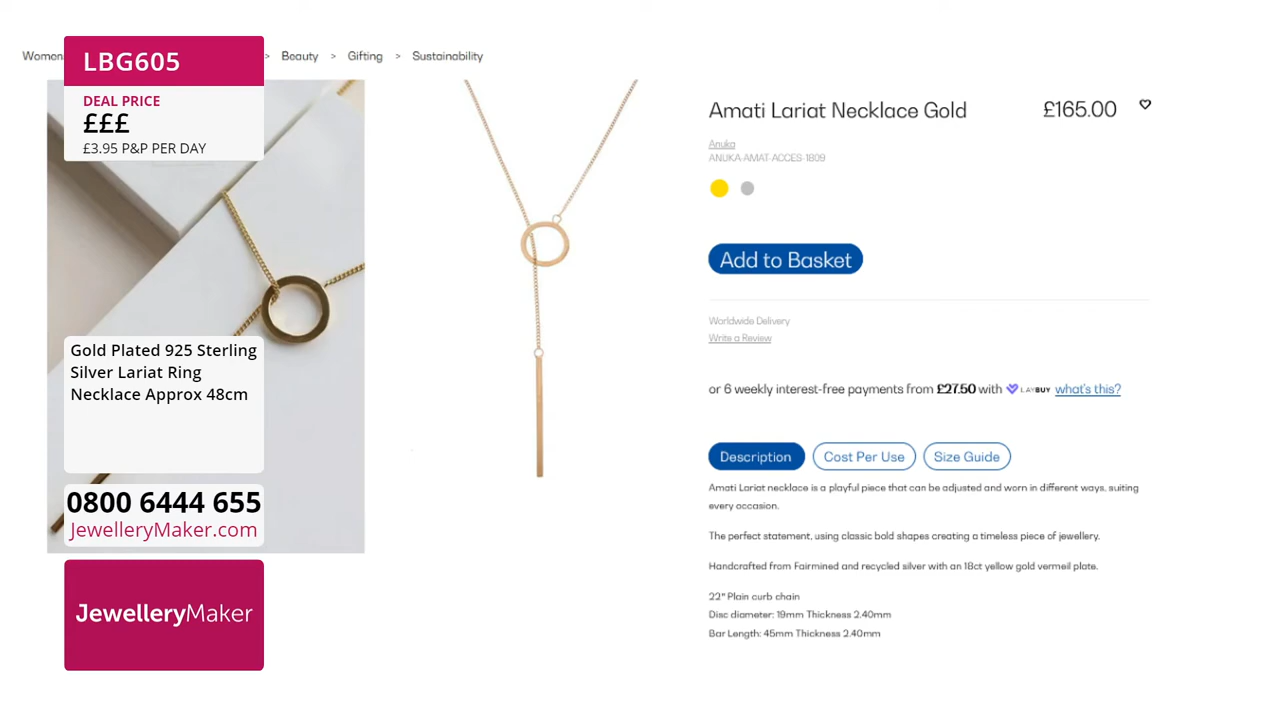 Women
> Beauty > Gifting > Sustainability
LBG605
DEAL PRICE
£££
£3.95 P&P PER DAY
Gold Plated 925 Sterling
Silver Lariat Ring
Necklace Approx 48cm
0800 6444 655
JewelleryMaker.com
JewelleryMaker
Amati Lariat Necklace Gold £165.00
Anuka
ANUKA-AMAT-ACCES-1809
Add to Basket
Worldwide Delivery
Write a Review
or 6 weekly interest-free payments from £27.50 with LAYBUY what's this?
Description Cost Per Use Size Guide
Amati Lariat necklace is a playful piece that can be adjusted and worn in different ways, suiting
every occasion.
The perfect statement, using classic bold shapes creating a timeless piece of jewellery.
Handcrafted from Fairmined and recycled silver with an 18ct yellow gold vermeil plate.
22" Plain curb chain
Disc diameter: 19mm Thickness 2.40mm
Bar Length: 45mm Thickness 2.40mm